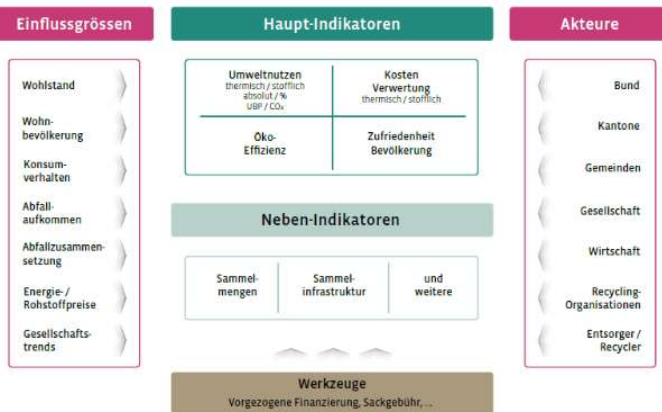 Einflussgrössen
Wohlstand
Wohn-
bevölkerung
Konsum-
verhalten
Abfall-
aufkommen
Abfallzusammen-
setzung
Energie-/
Rohstoffpreise
Gesellschafts-
trends
Haupt-Indikatoren
Umweltnutzen
thermisch / stofflich
absolut / %
UBP / CO₂
Kosten
Verwertung
thermisch / stofflich
Öko-
Effizienz
Zufriedenheit
Bevölkerung
Neben-Indikatoren
Sammel-
mengen
Sammel-
infrastruktur
und
weitere
Werkzeuge
Vorgezogene Finanzierung, Sackgebühr, ...
Akteure
Bund
Kantone
Gemeinden
Gesellschaft
Wirtschaft
Recycling-
Organisationen
Entsorger /
Recycler